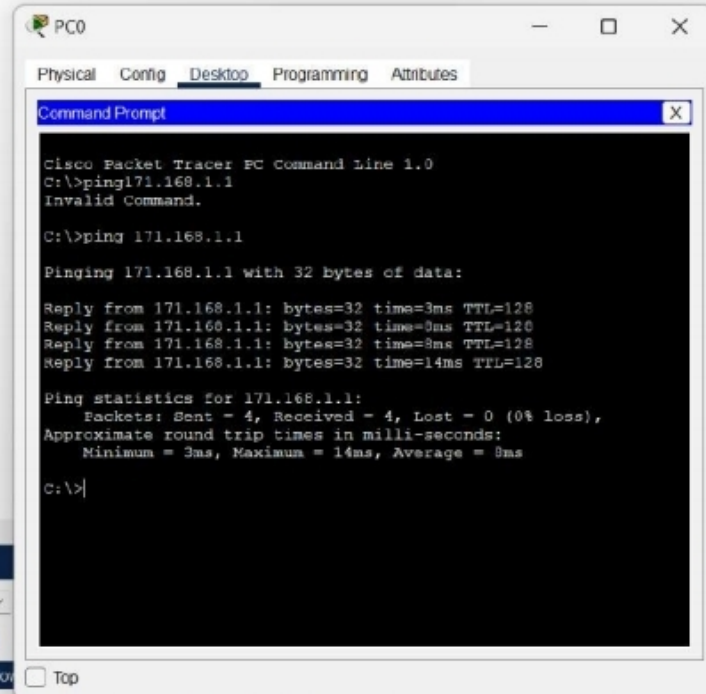 PC0
Physical Config Desktop Programming Attributes
Command Prompt
X
Cisco Packet Tracer PC Command Line 1.0
C:\>ping171.168.1.1
Invalid Command.
C:\>ping 171.168.1.1
Pinging 171.168.1.1 with 32 bytes of data:
Reply from 171.168.1.1: bytes=32 time=3ms TTL=128
Reply from 171.168.1.1: bytes=32 time=8ms TTL=128
Reply from 171.168.1.1: bytes=32 time=8ms TTL=128
Reply from 171.168.1.1: bytes=32 time=14ms TTL=128
Ping statistics for 171.168.1.1:
Packets: Sent = 4, Received = 4, Lost = 0 (0% loss),
Approximate round trip times in milli-seconds:
Minimum = 3ms, Maximum = 14ms, Average = 8ms
C:\>
Top